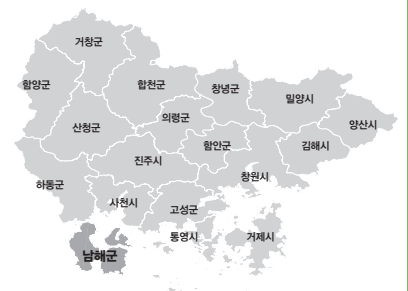 거창군
함양군
합천군
창녕군
밀양시
양산시
산청군
의령군
함안군
김해시
진주시
창원시
하동군
사천시
고성군
통영시
거제시
남해군